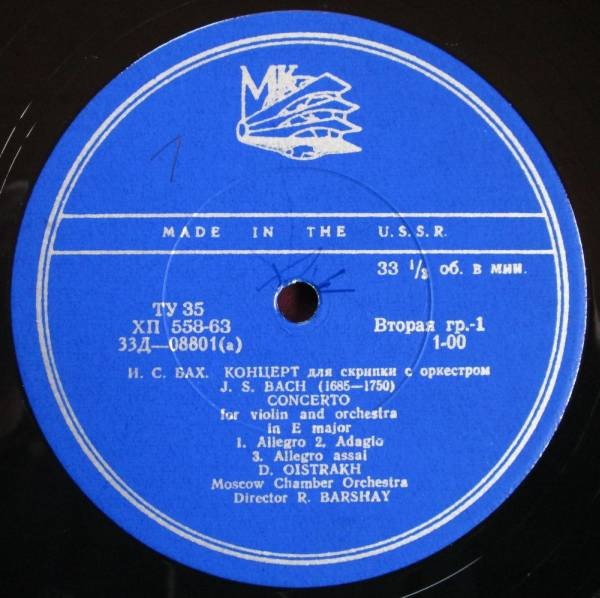 МК
1
MADE IN THE U.S.S.R.
33 1/3 об. в мин.
ТУ 35
ХП 558-63
33Д—08801(а)
Вторая гр.-1
1-00
И. С. БАХ. КОНЦЕРТ для скрипки с оркестром
J. S. BACH (1685—1750)
CONCERTO
for violin and orchestra
in E major
1. Allegro 2. Adagio
3. Allegro assai
D. OISTRAKH
Moscow Chamber Orchestra
Director R. BARSHAY